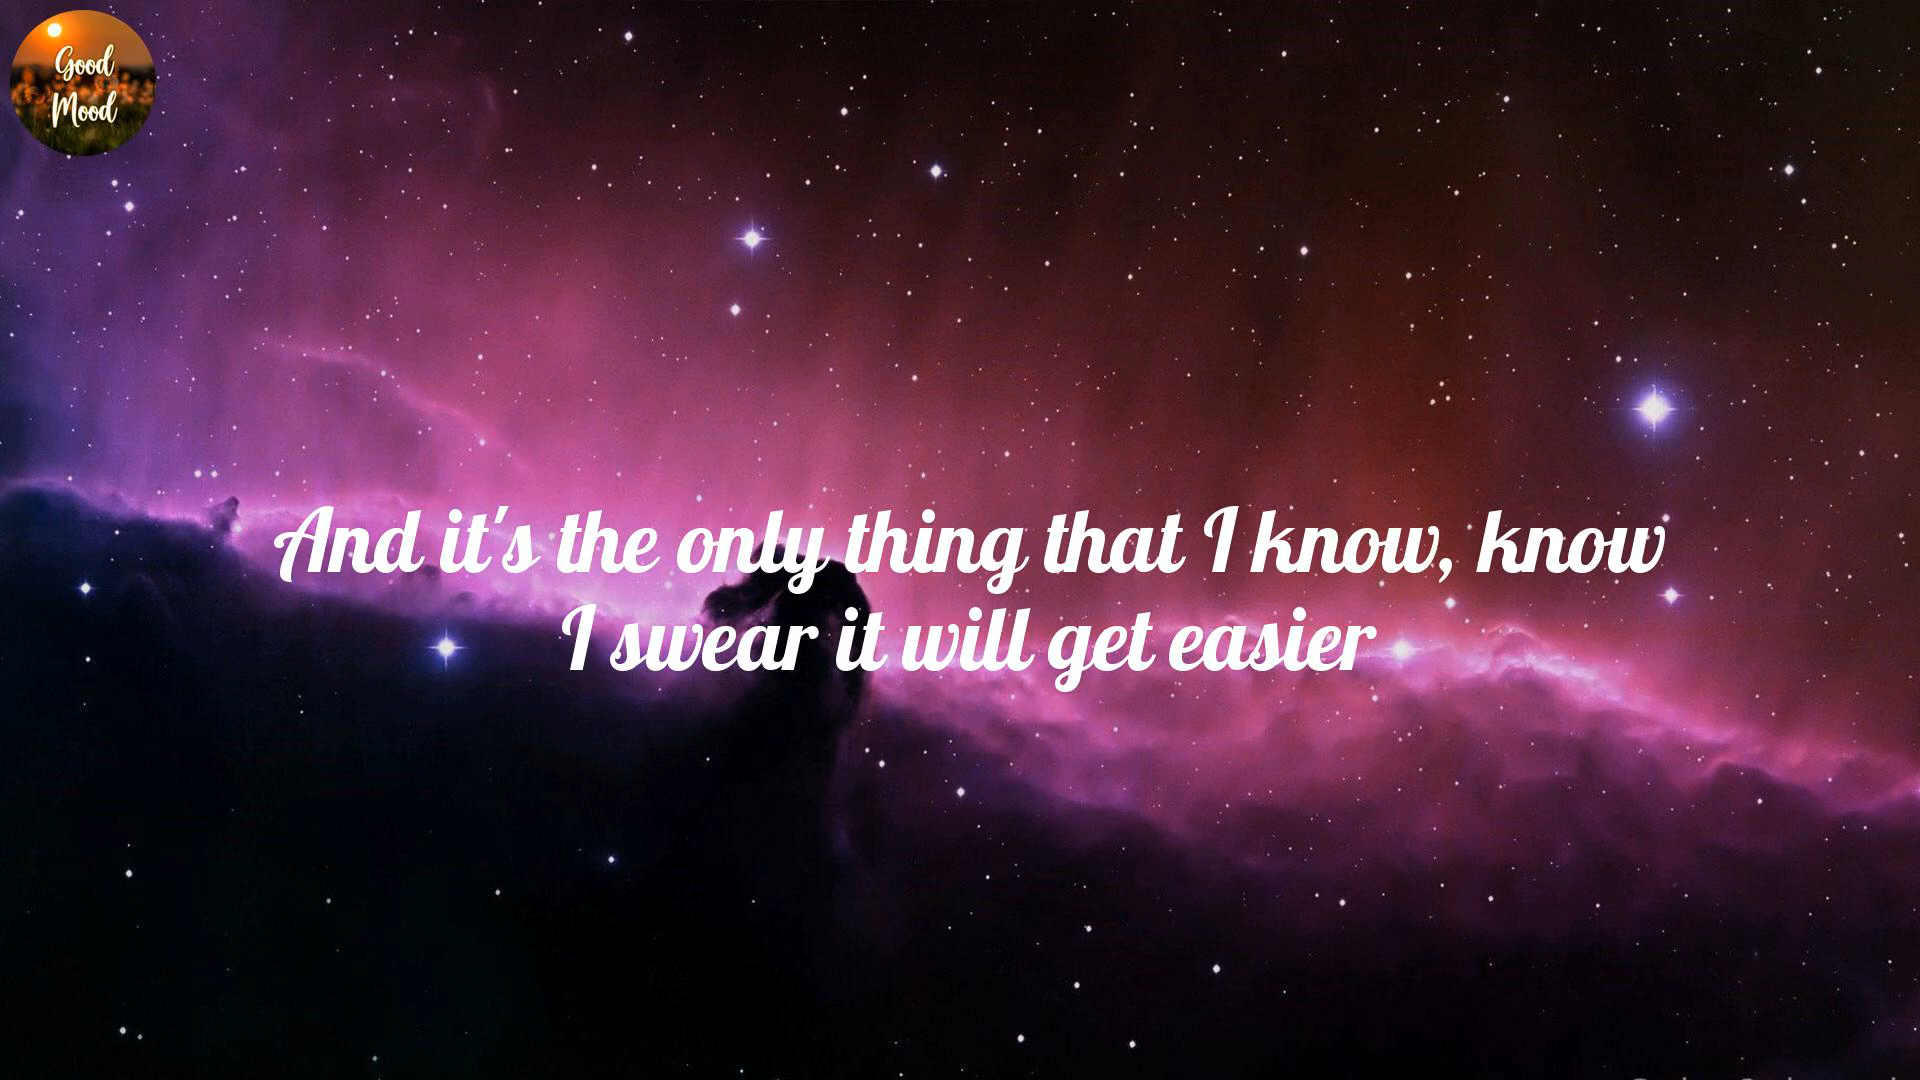 Good
Mood
And it's the only thing that I know, know
I swear it will get easier